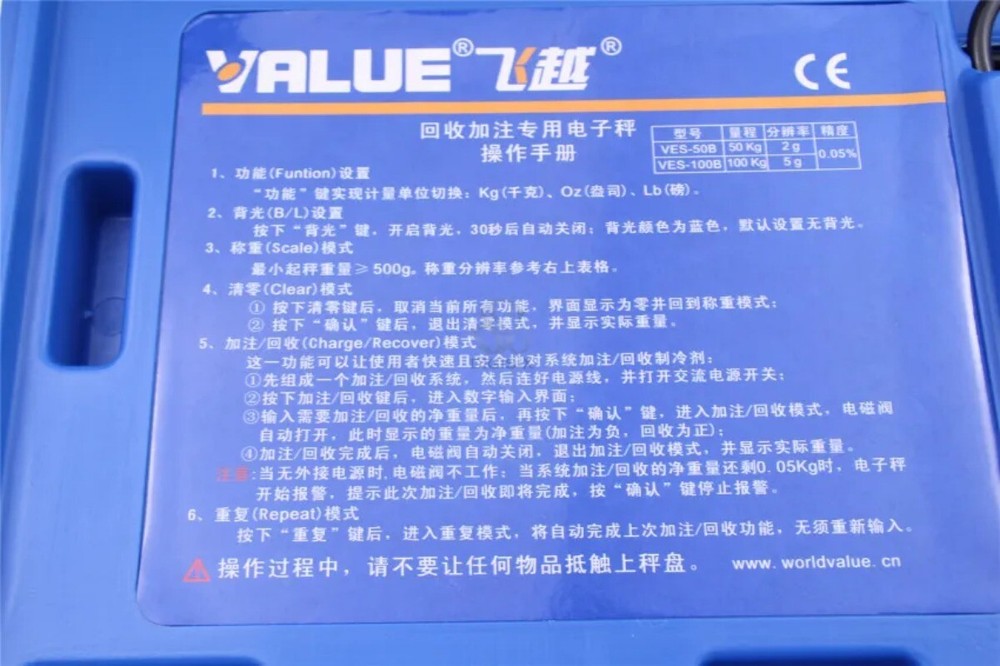 VALUE® 飞越®
CE
回收加注专用电子秤
操作手册
型号 量程 分辨率 精度
VES-50B 50Kg 2g 0.05%
VES-100B 100Kg 5g
1、功能(Funtion)设置
“功能”键实现计量单位切换：Kg(千克)、Oz(盎司)、Lb(磅)。
2、背光(B/L)设置
按下“背光”键，开启背光，30秒后自动关闭；背光颜色为蓝色，默认设置无背光。
3、称重(Scale)模式
最小起秤重量≥500g。称重分辨率参考右上表格。
4、清零(Clear)模式
① 按下清零键后，取消当前所有功能，界面显示为零并回到称重模式；
② 按下“确认”键后，退出清零模式，并显示实际重量。
5、加注/回收(Charge/Recover)模式
这一功能可以让使用者快速且安全地对系统加注/回收制冷剂：
①先组成一个加注/回收系统，然后连好电源线，并打开交流电源开关；
②按下加注/回收键后，进入数字输入界面；
③输入需要加注/回收的净重量后，再按下“确认”键，进入加注/回收模式，电磁阀
自动打开，此时显示的重量为净重量(加注为负，回收为正)；
④加注/回收完成后，电磁阀自动关闭，退出加注/回收模式，并显示实际重量。
注意:当无外接电源时,电磁阀不工作；当系统加注/回收的净重量还剩0.05Kg时，电子秤
开始报警，提示此次加注/回收即将完成，按“确认”键停止报警。
6、重复(Repeat)模式
按下“重复”键后，进入重复模式，将自动完成上次加注/回收功能，无须重新输入。
操作过程中，请不要让任何物品抵触上秤盘。 www.worldvalue.cn